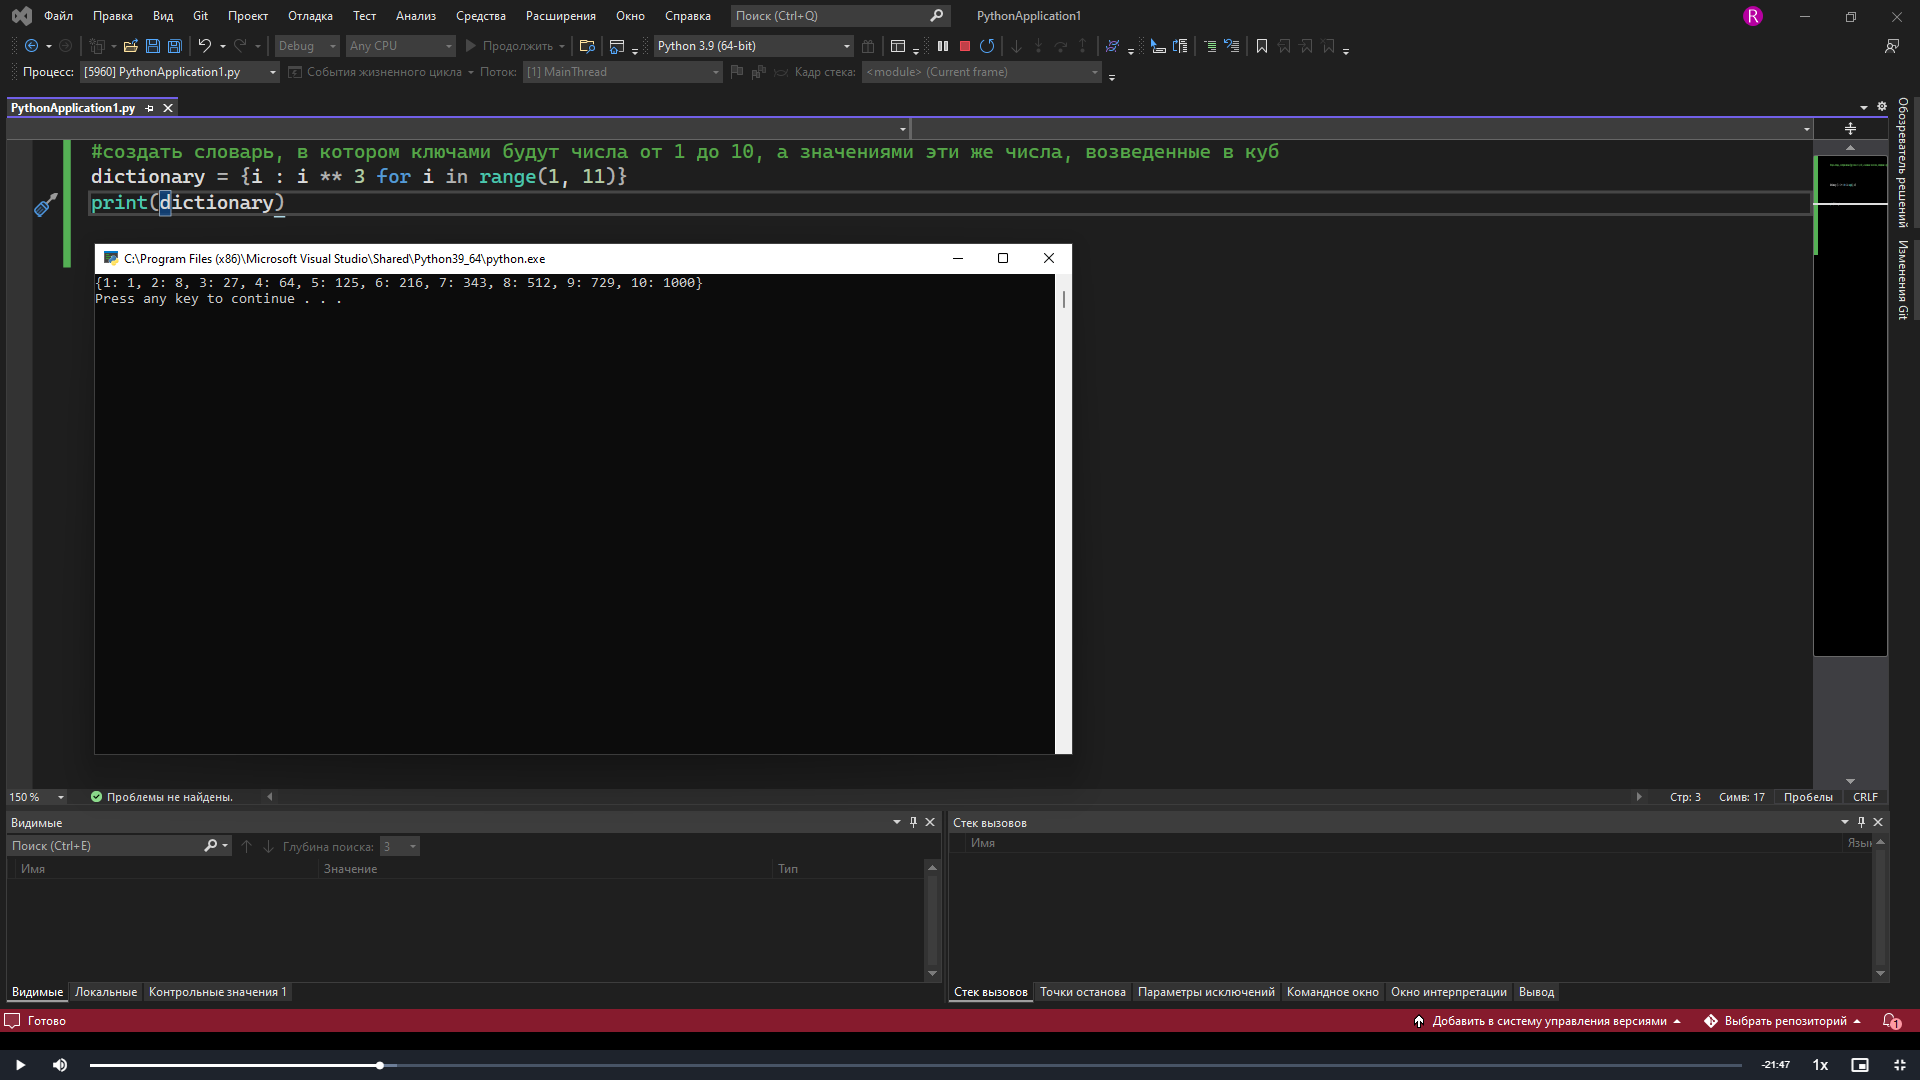 Файл Правка Вид Git Проект Отладка Тест Анализ Средства Расширения Окно Справка Поиск (Ctrl+Q) PythonApplication1 R
Debug Any CPU Продолжить Python 3.9 (64-bit)
Процесс: [5960] PythonApplication1.py События жизненного цикла Поток: [1] MainThread Кадр стека: <module> (Current frame)
PythonApplication1.py
#создать словарь, в котором ключами будут числа от 1 до 10, а значениями эти же числа, возведенные в куб
dictionary = {i : i ** 3 for i in range(1, 11)}
print(dictionary)
C:\Program Files (x86)\Microsoft Visual Studio\Shared\Python39_64\python.exe
{1: 1, 2: 8, 3: 27, 4: 64, 5: 125, 6: 216, 7: 343, 8: 512, 9: 729, 10: 1000}
Press any key to continue . . .
Обозреватель решений
Изменения Git
150 % Проблемы не найдены. Стр: 3 Симв: 17 Пробелы CRLF
Видимые
Поиск (Ctrl+E) Глубина поиска: 3
Имя Значение Тип
Видимые Локальные Контрольные значения 1
Стек вызовов
Имя Язык
Стек вызовов Точки останова Параметры исключений Командное окно Окно интерпретации Вывод
Готово Добавить в систему управления версиями Выбрать репозиторий 1
-21:47 1x